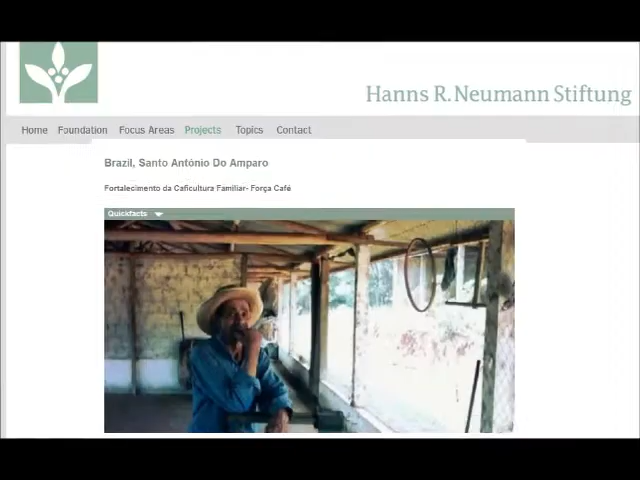 Hanns R. Neumann Stiftung
Home Foundation Focus Areas Projects Topics Contact
Brazil, Santo Antônio Do Amparo
Fortalecimento da Caficultura Familiar- Força Café
Quickfacts